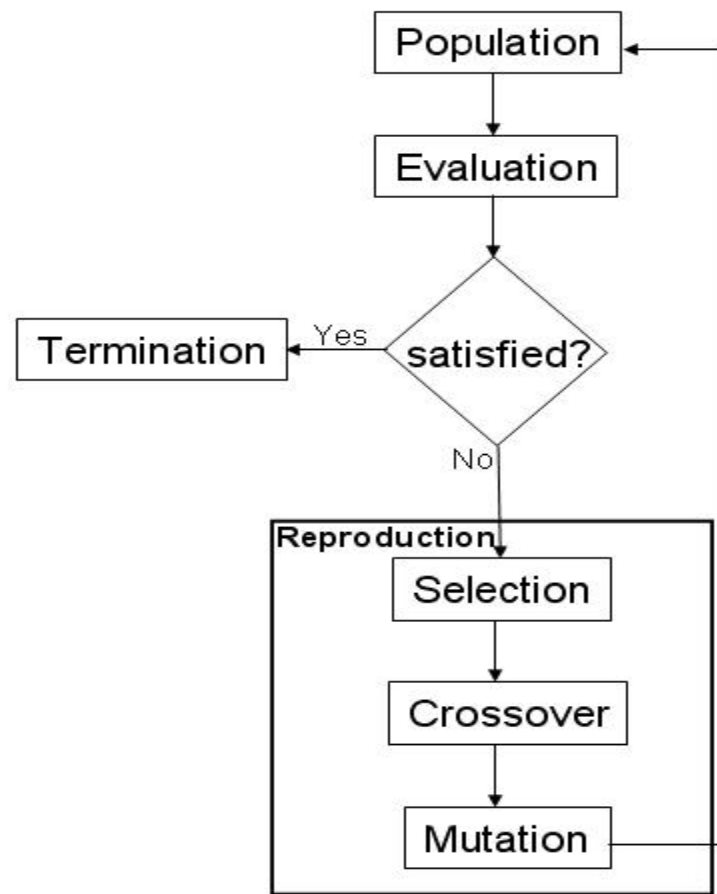 Population
Evaluation
satisfied?
Yes
Termination
No
Reproduction
Selection
Crossover
Mutation